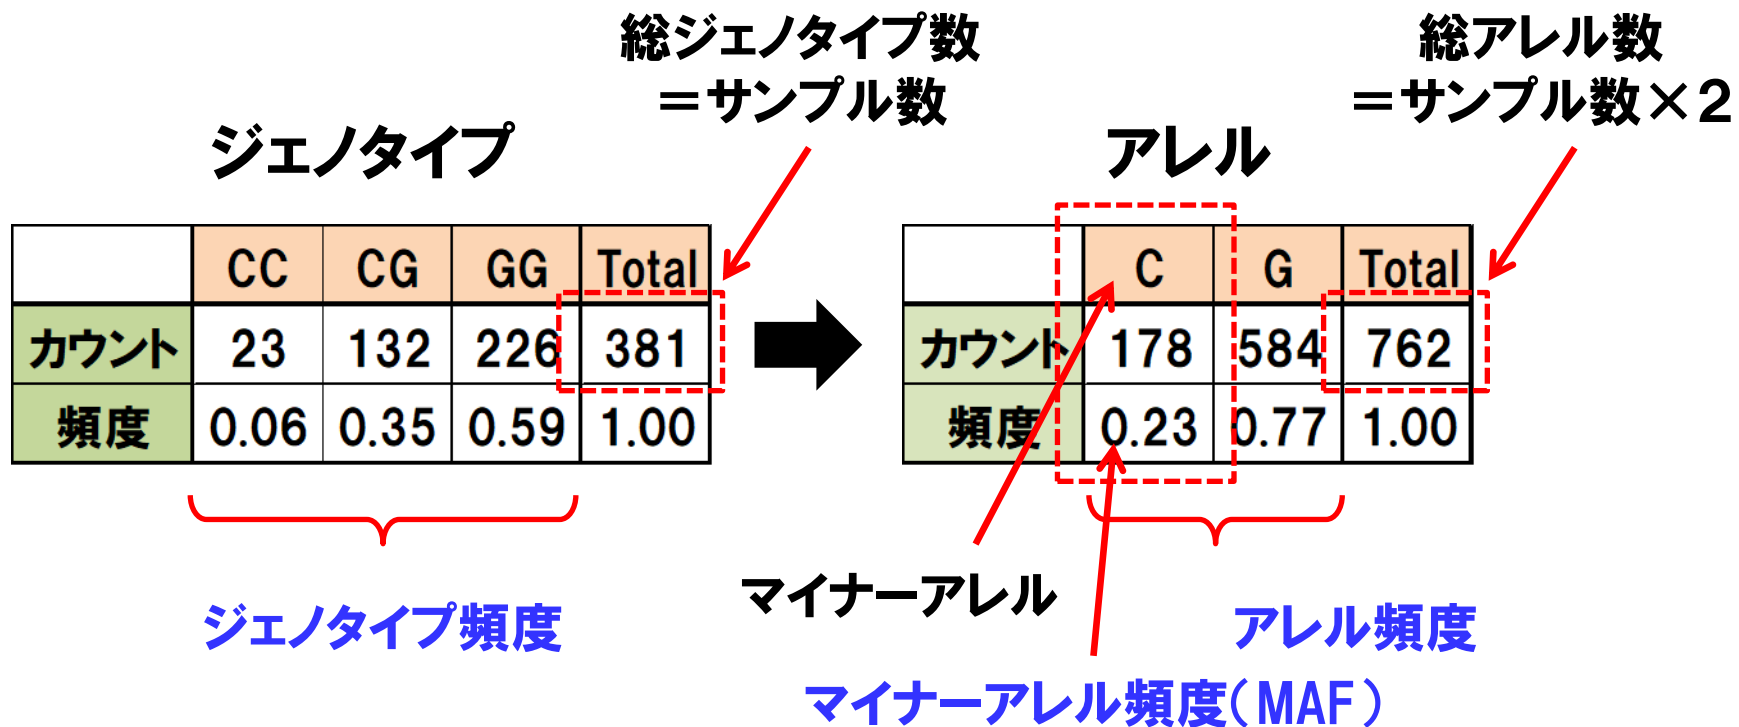 総ジェノタイプ数
＝サンプル数
総アレル数
＝サンプル数×２
ジェノタイプ
アレル
CC CG GG Total
カウント 23 132 226 381
頻度 0.06 0.35 0.59 1.00
C G Total
カウント 178 584 762
頻度 0.23 0.77 1.00
マイナーアレル
ジェノタイプ頻度
アレル頻度
マイナーアレル頻度（MAF）